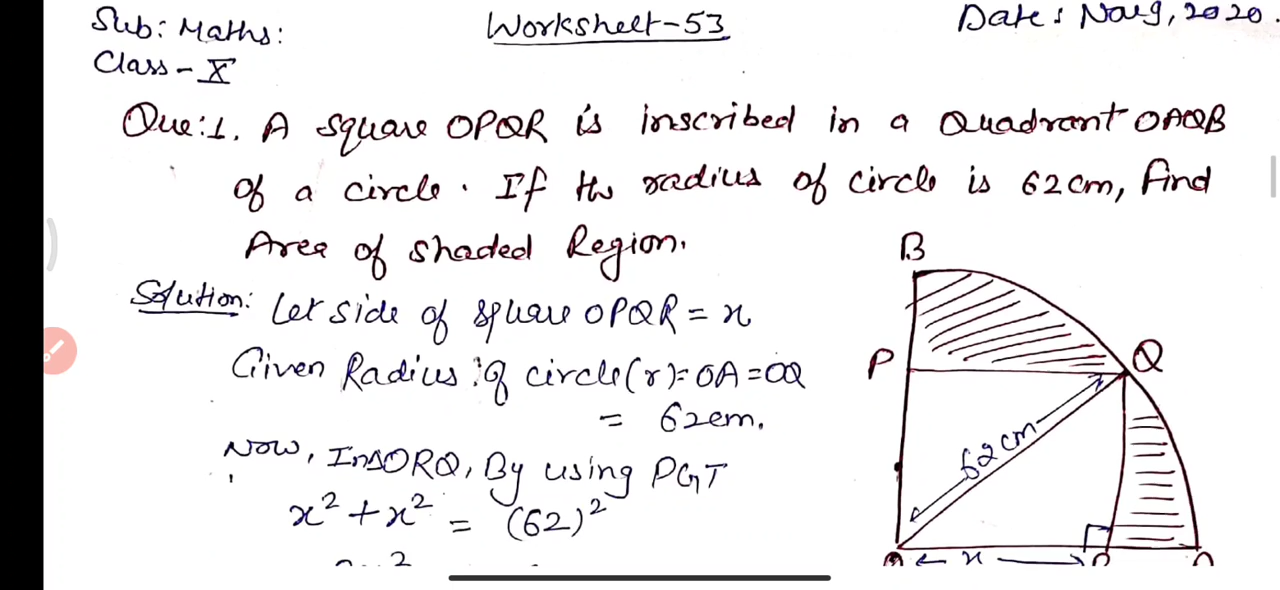 Sub: Maths:
Worksheet-53
Date: Nov 9, 2020.
Class - X
Que:1. A square OPQR is inscribed in a Quadrant OAQB
of a circle. If the radius of circle is 62cm, find
Area of shaded Region.
Solution: Let side of square OPQR = x
Given Radius of circle (r) = OA = OQ
= 62cm.
Now, In ΔORQ, By using PGT
x² + x² = (62)²
B
P
Q
62cm
x